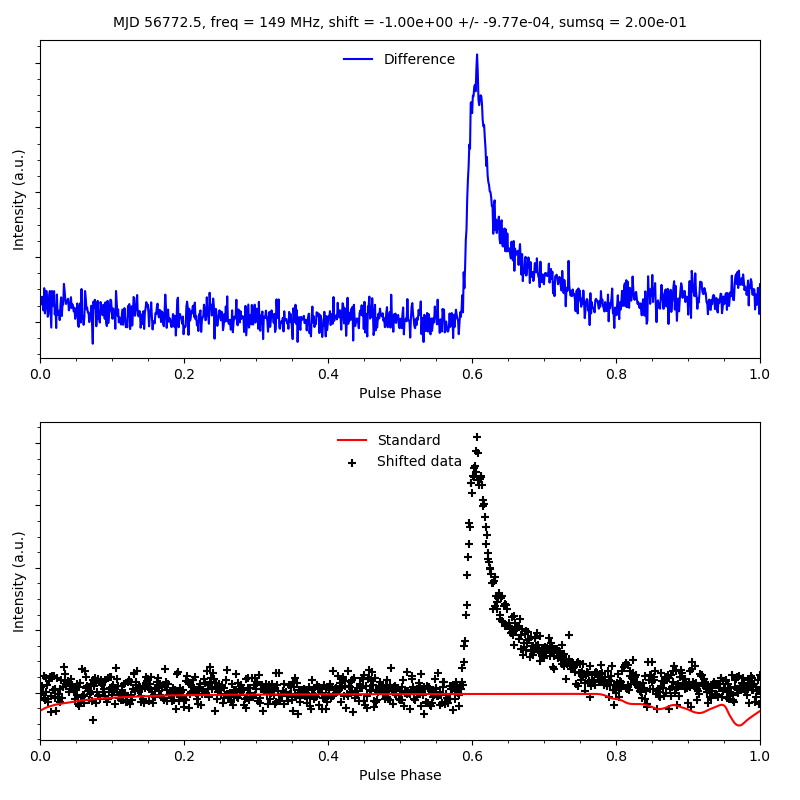 MJD 56772.5, freq = 149 MHz, shift = -1.00e+00 +/- -9.77e-04, sumsq = 2.00e-01
Difference
Intensity (a.u.)
0.0 0.2 0.4 0.6 0.8 1.0
Pulse Phase
Standard
Shifted data
Intensity (a.u.)
0.0 0.2 0.4 0.6 0.8 1.0
Pulse Phase